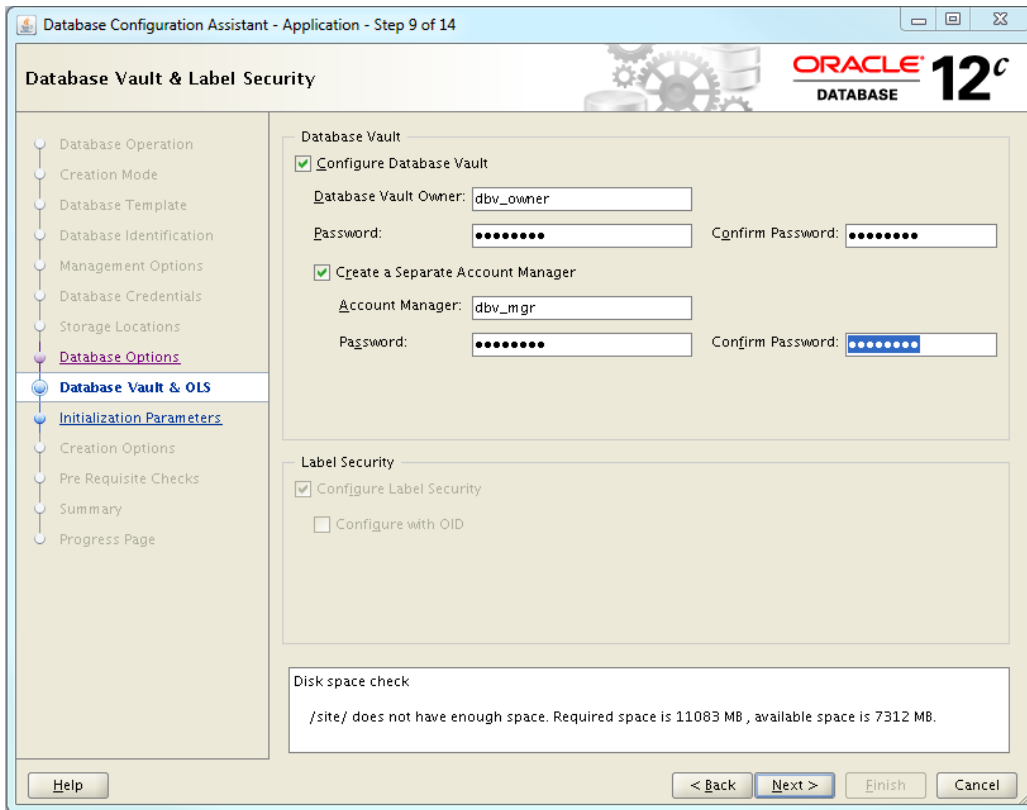 Database Configuration Assistant - Application - Step 9 of 14
Database Vault & Label Security
ORACLE DATABASE 12c
Database Operation
Creation Mode
Database Template
Database Identification
Management Options
Database Credentials
Storage Locations
Database Options
Database Vault & OLS
Initialization Parameters
Creation Options
Pre Requisite Checks
Summary
Progress Page
Database Vault
Configure Database Vault
Database Vault Owner: dbv_owner
Password: •••••••• Confirm Password: ••••••••
Create a Separate Account Manager
Account Manager: dbv_mgr
Password: •••••••• Confirm Password: ••••••••
Label Security
Configure Label Security
Configure with OID
Disk space check
/site/ does not have enough space. Required space is 11083 MB , available space is 7312 MB.
Help < Back Next > Finish Cancel